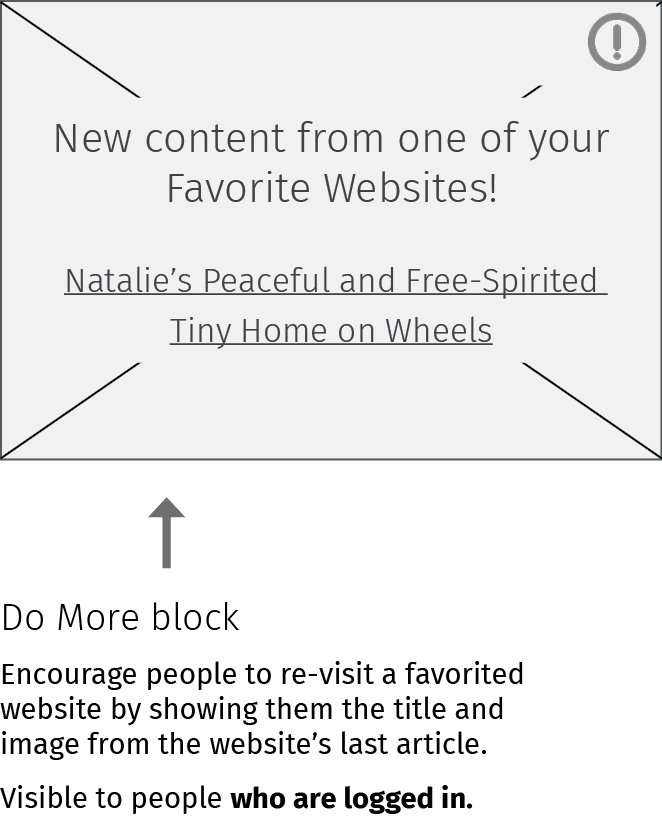 New content from one of your
Favorite Websites!
Natalie’s Peaceful and Free-Spirited
Tiny Home on Wheels
Do More block
Encourage people to re-visit a favorited
website by showing them the title and
image from the website’s last article.
Visible to people who are logged in.